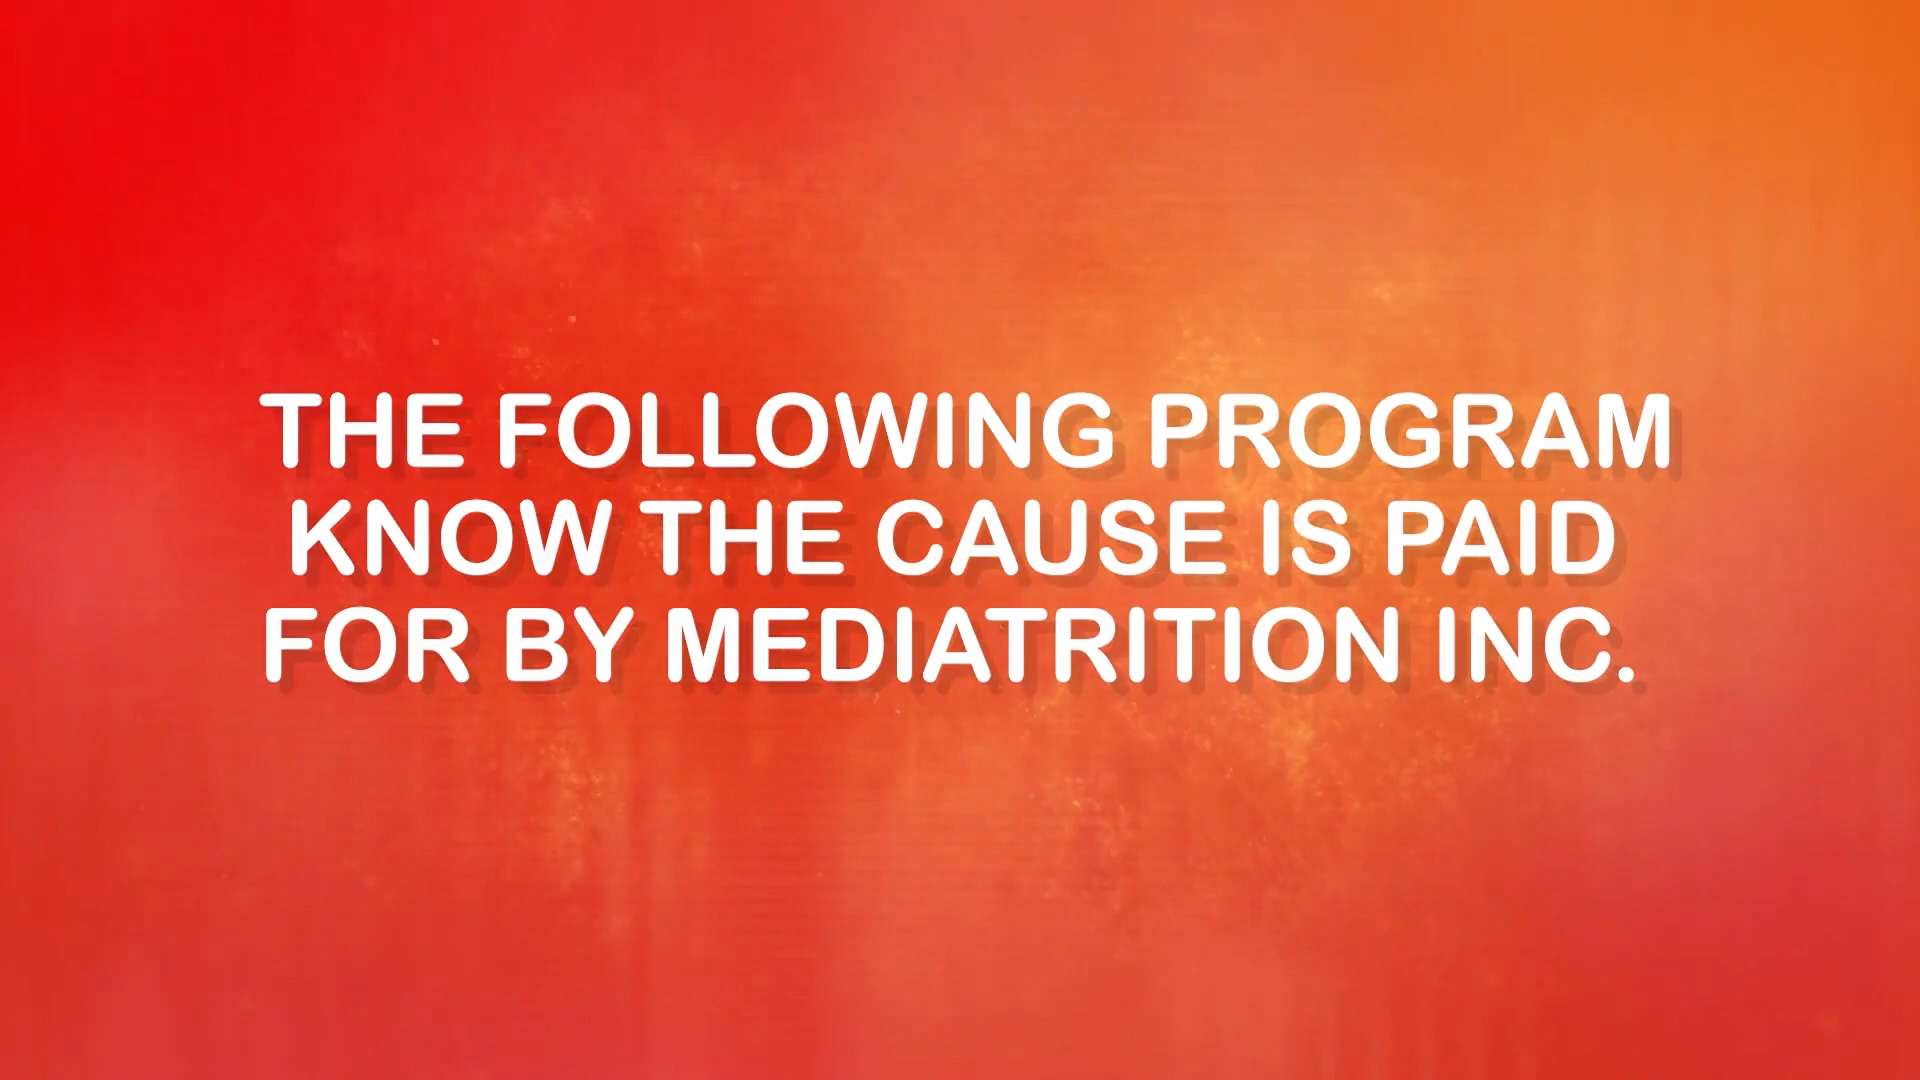 THE FOLLOWING PROGRAM
KNOW THE CAUSE IS PAID
FOR BY MEDIATRITION INC.